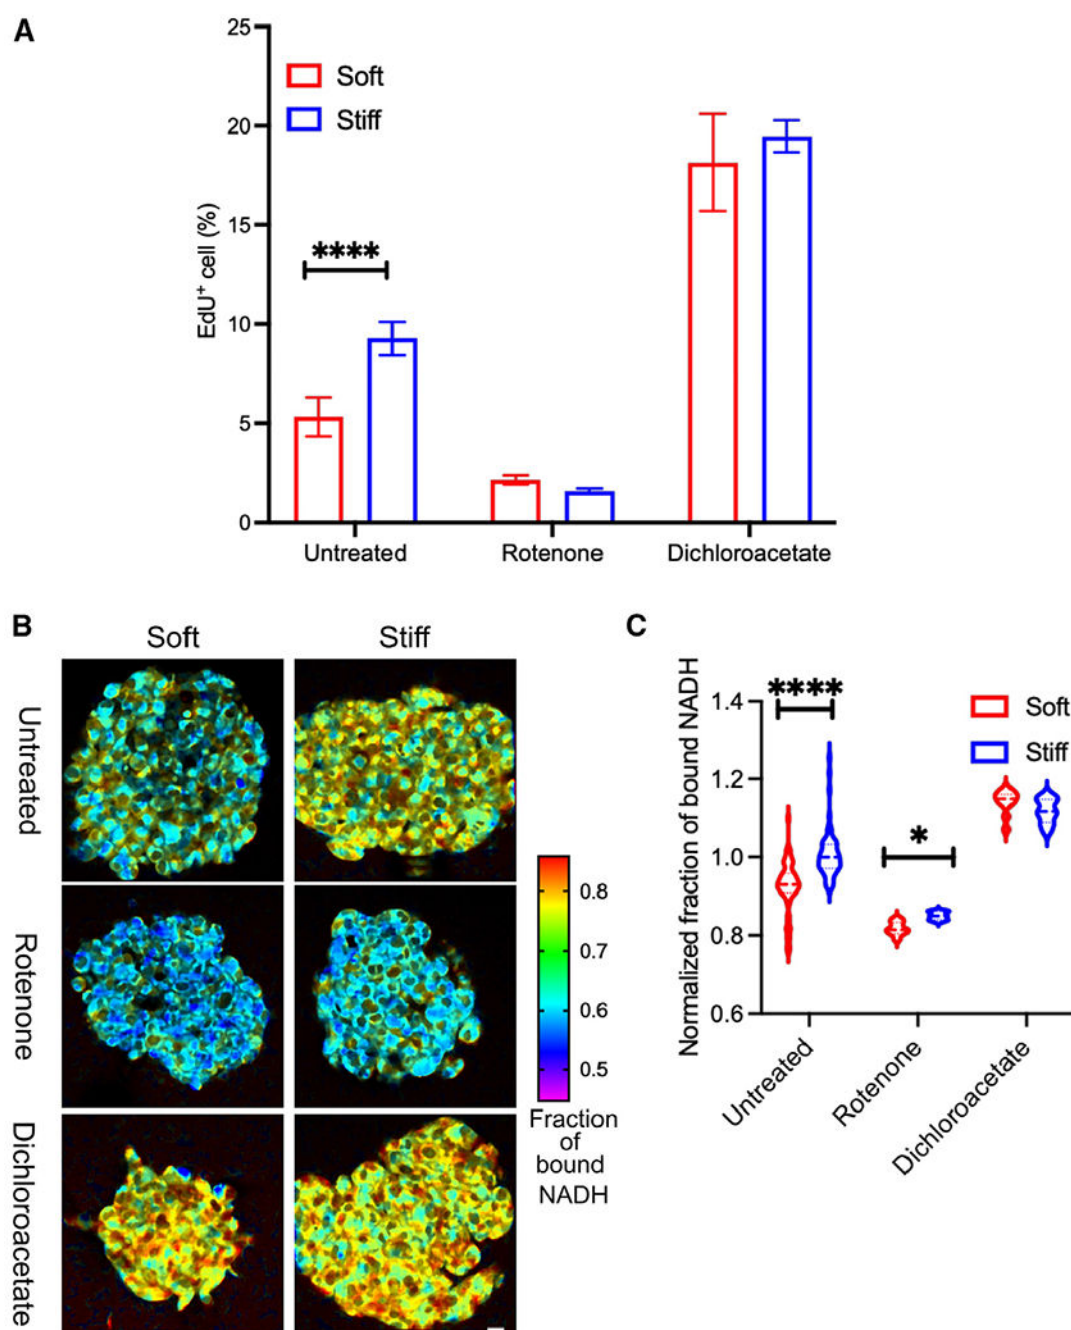 A
25
20
15
10
5
0
EdU⁺ cell (%)
Soft
Stiff
****
Untreated
Rotenone
Dichloroacetate
B
Soft
Stiff
Untreated
Rotenone
Dichloroacetate
0.8
0.7
0.6
0.5
Fraction
of
bound
NADH
C
Normalized fraction of bound NADH
1.4
1.2
1.0
0.8
0.6
****
*
Soft
Stiff
Untreated
Rotenone
Dichloroacetate